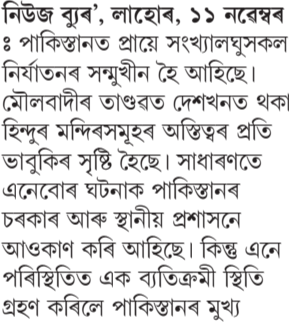 নিউজ ব্যুৰ’, লাহোৰ, ১১ নৱেম্বৰ
ঃ পাকিস্তানত প্ৰায়ে সংখ্যালঘুসকল
নিৰ্যাতনৰ সন্মুখীন হৈ আহিছে।
মৌলবাদীৰ তাণ্ডৱত দেশখনত থকা
হিন্দুৰ মন্দিৰসমূহৰ অস্তিত্বৰ প্ৰতি
ভাবুকিৰ সৃষ্টি হৈছে। সাধাৰণতে
এনেবোৰ ঘটনাক পাকিস্তানৰ
চৰকাৰ আৰু স্থানীয় প্ৰশাসনে
আওকাণ কৰি আহিছে। কিন্তু এনে
পৰিস্থিতিত এক ব্যতিক্ৰমী স্থিতি
গ্ৰহণ কৰিলে পাকিস্তানৰ মুখ্য